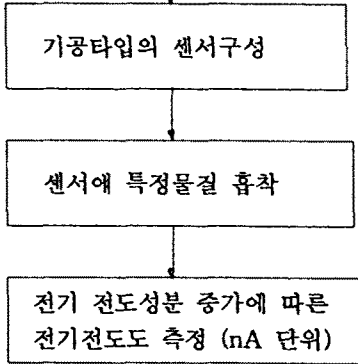 기공타입의 센서구성
센서애 특정물질 흡착
전기 전도성분 증가에 따른
전기전도도 측정 (nA 단위)